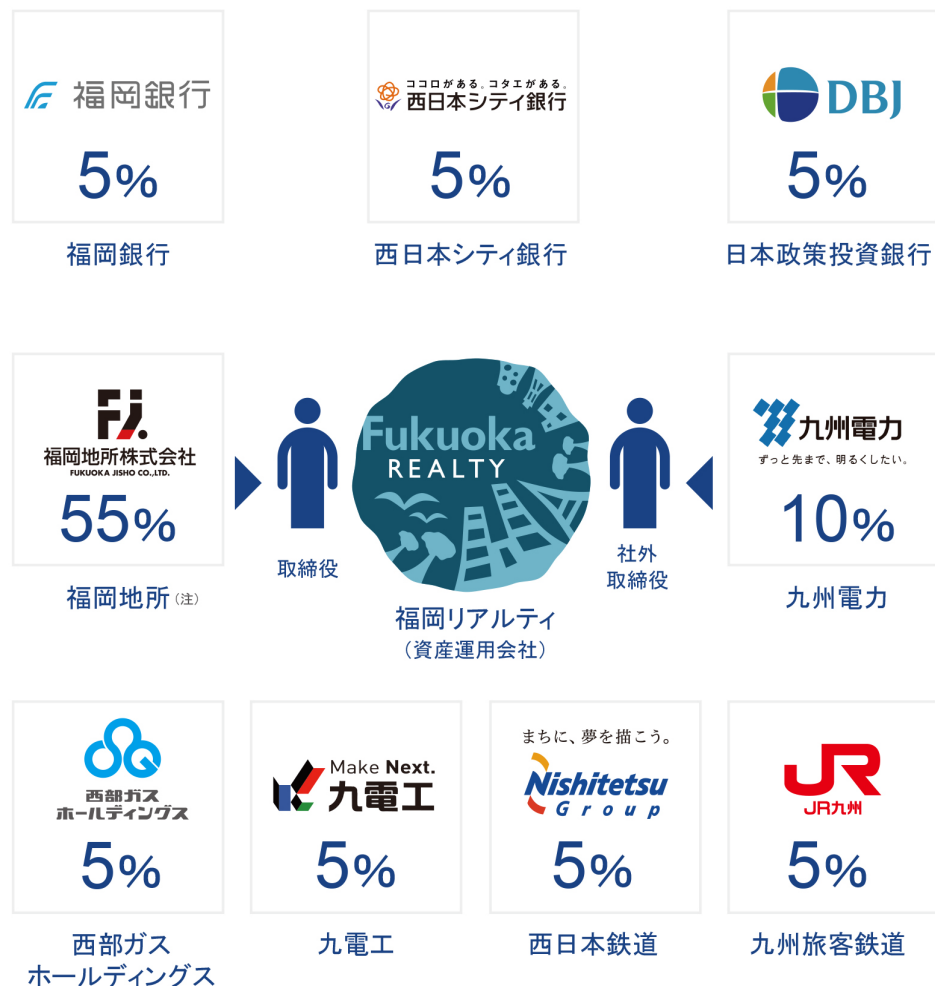 福岡銀行
5%
福岡銀行
ココロがある。コタエがある。
西日本シティ銀行
5%
西日本シティ銀行
DBJ
5%
日本政策投資銀行
福岡地所株式会社
FUKUOKA JISHO CO.,LTD.
55%
福岡地所(注)
取締役
Fukuoka
REALTY
福岡リアルティ
(資産運用会社)
社外
取締役
九州電力
ずっと先まで、明るくしたい。
10%
九州電力
西部ガス
ホールディングス
5%
西部ガス
ホールディングス
Make Next.
九電工
5%
九電工
まちに、夢を描こう。
Nishitetsu
Group
5%
西日本鉄道
JR
JR九州
5%
九州旅客鉄道